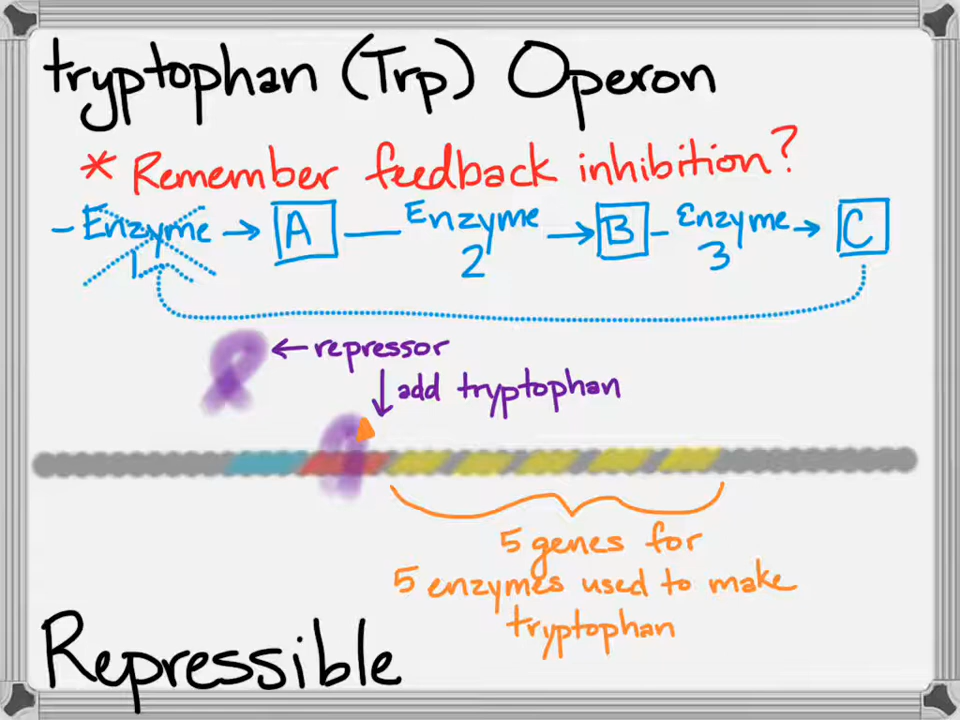 tryptophan (Trp) Operon
* Remember feedback inhibition?
– Enzyme 1 → A — Enzyme 2 → B – Enzyme 3 → C
← repressor
↓ add tryptophan
5 genes for
5 enzymes used to make
tryptophan
Repressible